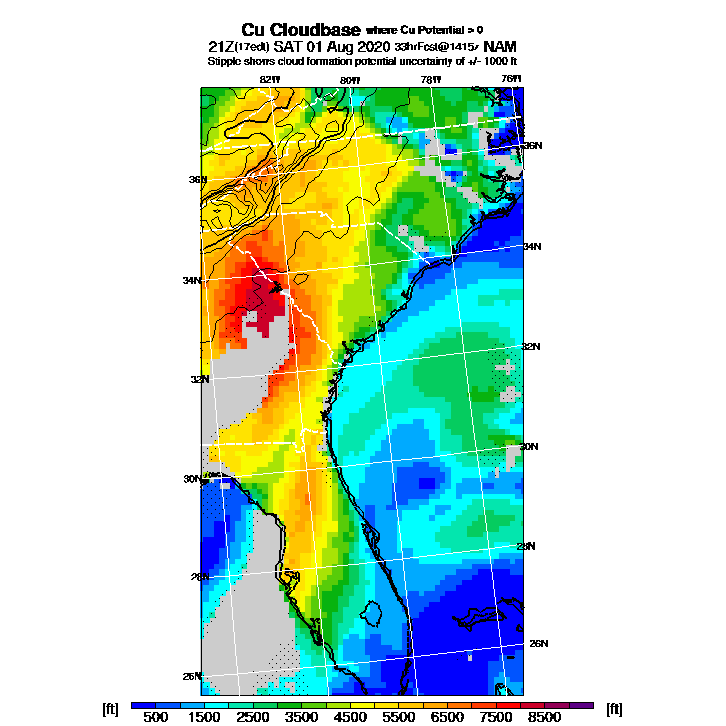 Cu Cloudbase where Cu Potential > 0
21Z(17edt) SAT 01 Aug 2020 33hrFcst@1415z NAM
Stipple shows cloud formation potential uncertainty of +/- 1000 ft
82W 80W 78W 76W
36N
36N
34N
34N
32N
32N
30N
30N
28N
28N
26N
26N
[ft] 500 1500 2500 3500 4500 5500 6500 7500 8500 [ft]